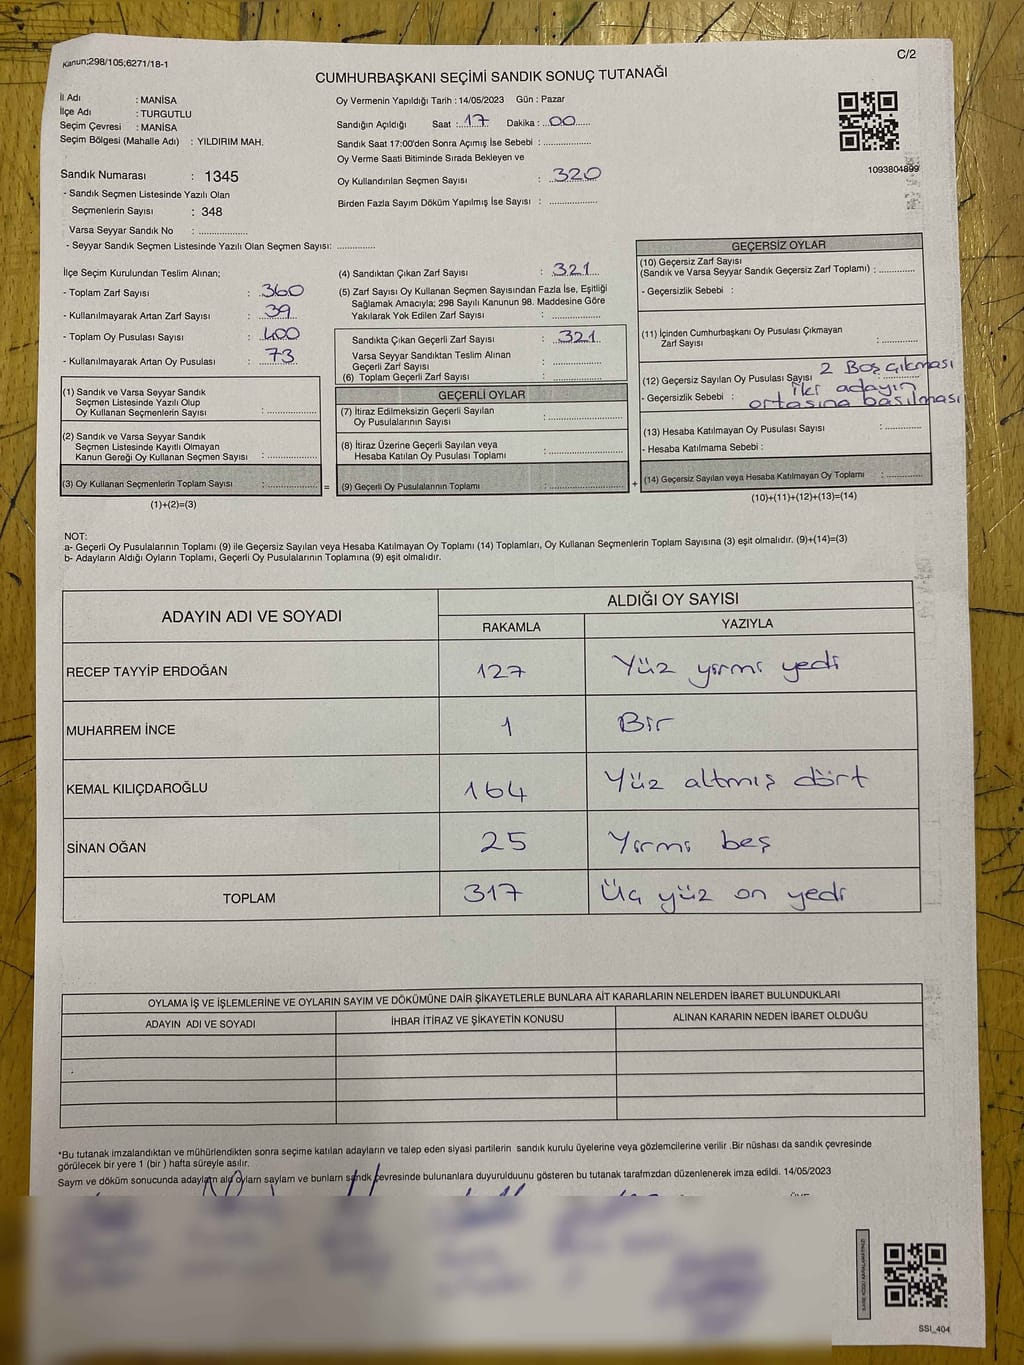 Kanun;298/105;6271/18-1
C/2
CUMHURBAŞKANI SEÇİMİ SANDIK SONUÇ TUTANAĞI
İl Adı : MANİSA
İlçe Adı : TURGUTLU
Seçim Çevresi : MANİSA
Seçim Bölgesi (Mahalle Adı) : YILDIRIM MAH.
Sandık Numarası : 1345
- Sandık Seçmen Listesinde Yazılı Olan
Seçmenlerin Sayısı : 348
Varsa Seyyar Sandık No : ..................
- Seyyar Sandık Seçmen Listesinde Yazılı Olan Seçmen Sayısı: ..............
Oy Vermenin Yapıldığı Tarih : 14/05/2023 Gün : Pazar
Sandığın Açıldığı Saat : 17 Dakika : 00
Sandık Saat 17:00'den Sonra Açımış İse Sebebi : ..................
Oy Verme Saati Bitiminde Sırada Bekleyen ve
Oy Kullandırılan Seçmen Sayısı : 320
Birden Fazla Sayım Döküm Yapılmış İse Sayısı : ..................
1093804899
İlçe Seçim Kurulundan Teslim Alınan;
- Toplam Zarf Sayısı : 360
- Kullanılmayarak Artan Zarf Sayısı : 39
- Toplam Oy Pusulası Sayısı : 400
- Kullanılmayarak Artan Oy Pusulası : 73
(1) Sandık ve Varsa Seyyar Sandık
Seçmen Listesinde Yazılı Olup
Oy Kullanan Seçmenlerin Sayısı : ..................
(2) Sandık ve Varsa Seyyar Sandık
Seçmen Listesinde Kayıtlı Olmayan
Kanun Gereği Oy Kullanan Seçmen Sayısı : ..................
(3) Oy Kullanan Seçmenlerin Toplam Sayısı : .................. =
(1)+(2)=(3)
(4) Sandıktan Çıkan Zarf Sayısı : 321
(5) Zarf Sayısı Oy Kullanan Seçmen Sayısından Fazla İse, Eşitliği
Sağlamak Amacıyla; 298 Sayılı Kanunun 98. Maddesine Göre
Yakılarak Yok Edilen Zarf Sayısı : ..................
Sandıkta Çıkan Geçerli Zarf Sayısı : 321
Varsa Seyyar Sandıktan Teslim Alınan
Geçerli Zarf Sayısı : ..................
(6) Toplam Geçerli Zarf Sayısı : ..................
GEÇERLİ OYLAR
(7) İtiraz Edilmeksizin Geçerli Sayılan
Oy Pusulalarının Sayısı : ..................
(8) İtiraz Üzerine Geçerli Sayılan veya
Hesaba Katılan Oy Pusulası Toplamı : ..................
(9) Geçerli Oy Pusulalarının Toplamı : .................. +
GEÇERSİZ OYLAR
(10) Geçersiz Zarf Sayısı
(Sandık ve Varsa Seyyar Sandık Geçersiz Zarf Toplamı) : .............
- Geçersizlik Sebebi :
(11) İçinden Cumhurbaşkanı Oy Pusulası Çıkmayan
Zarf Sayısı : .............
(12) Geçersiz Sayılan Oy Pusulası Sayısı : 2 Boş çıkması
- Geçersizlik Sebebi : iki adayın
ortasına basılması
(13) Hesaba Katılmayan Oy Pusulası Sayısı : .............
- Hesaba Katılmama Sebebi :
(14) Geçersiz Sayılan veya Hesaba Katılmayan Oy Toplamı : .............
(10)+(11)+(12)+(13)=(14)
NOT:
a- Geçerli Oy Pusulalarının Toplamı (9) ile Geçersiz Sayılan veya Hesaba Katılmayan Oy Toplamı (14) Toplamları, Oy Kullanan Seçmenlerin Toplam Sayısına (3) eşit olmalıdır. (9)+(14)=(3)
b- Adayların Aldığı Oyların Toplamı, Geçerli Oy Pusulalarının Toplamına (9) eşit olmalıdır.
ADAYIN ADI VE SOYADI
ALDIĞI OY SAYISI
RAKAMLA YAZIYLA
RECEP TAYYİP ERDOĞAN 127 Yüz yirmi yedi
MUHARREM İNCE 1 Bir
KEMAL KILIÇDAROĞLU 164 Yüz altmış dört
SİNAN OĞAN 25 Yirmi beş
TOPLAM 317 Üç yüz on yedi
OYLAMA İŞ VE İŞLEMLERİNE VE OYLARIN SAYIM VE DÖKÜMÜNE DAİR ŞİKAYETLERLE BUNLARA AİT KARARLARIN NELERDEN İBARET BULUNDUKLARI
ADAYIN ADI VE SOYADI İHBAR İTİRAZ VE ŞİKAYETİN KONUSU ALINAN KARARIN NEDEN İBARET OLDUĞU
*Bu tutanak imzalandıktan ve mühürlendikten sonra seçime katılan adayların ve talep eden siyasi partilerin sandık kurulu üyelerine veya gözlemcilerine verilir .Bir nüshası da sandık çevresinde
görülecek bir yere 1 (bir ) hafta süreyle asılır.
Sayım ve döküm sonucunda adayların aldığı oyların sayların ve bunların sandık çevresinde bulunanlara duyurulduunu gösteren bu tutanak tarafmzdan düzenlenerek imza edildi. 14/05/2023
SSI_404